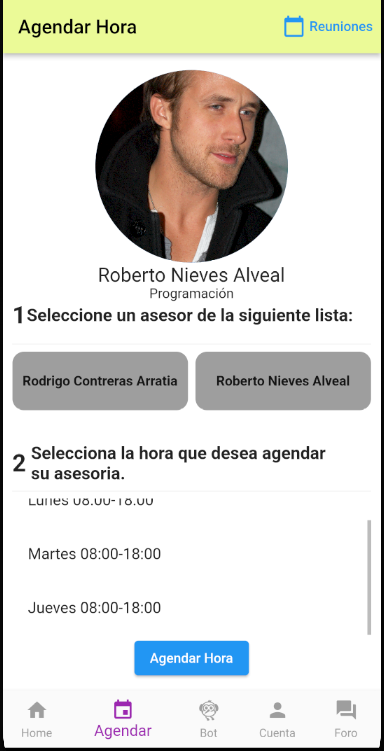 Agendar Hora
Reuniones
Roberto Nieves Alveal
Programación
1 Seleccione un asesor de la siguiente lista:
Rodrigo Contreras Arratia
Roberto Nieves Alveal
2 Selecciona la hora que desea agendar
su asesoria.
Lunes 08:00-18:00
Martes 08:00-18:00
Jueves 08:00-18:00
Agendar Hora
Home
Agendar
Bot
Cuenta
Foro